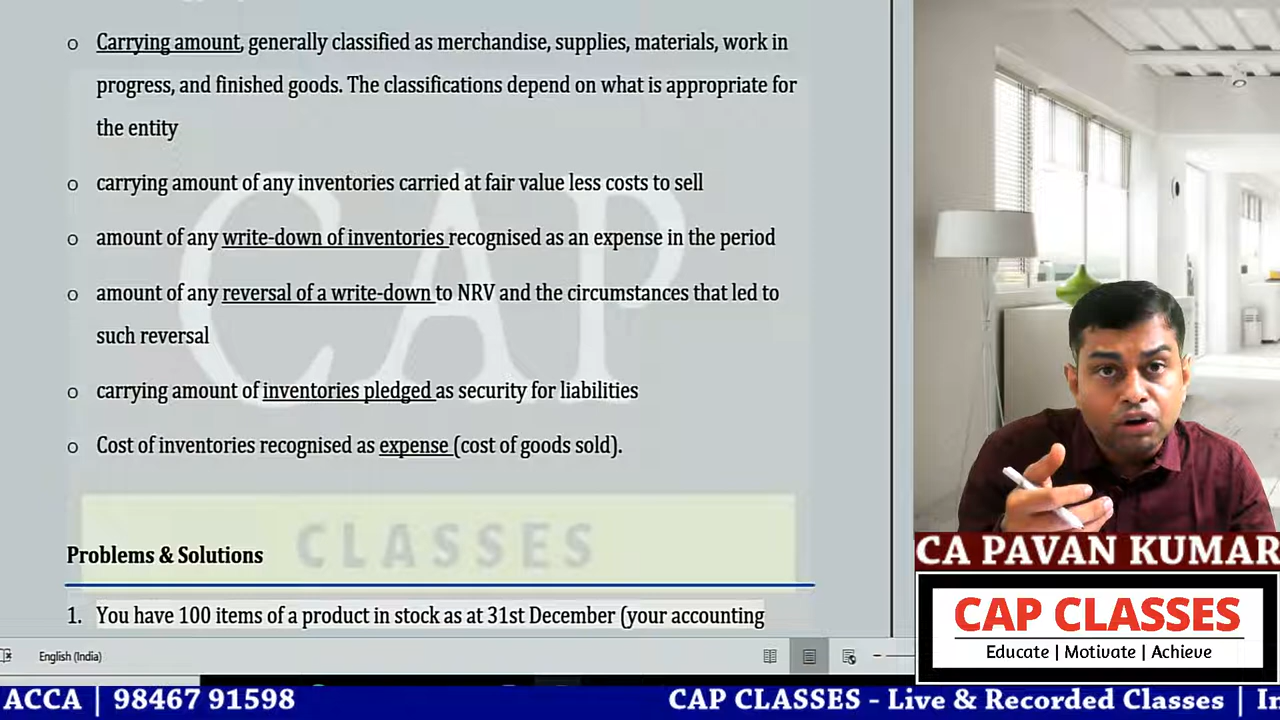 o Carrying amount, generally classified as merchandise, supplies, materials, work in
progress, and finished goods. The classifications depend on what is appropriate for
the entity
o carrying amount of any inventories carried at fair value less costs to sell
o amount of any write-down of inventories recognised as an expense in the period
o amount of any reversal of a write-down to NRV and the circumstances that led to
such reversal
o carrying amount of inventories pledged as security for liabilities
o Cost of inventories recognised as expense (cost of goods sold).
CAP
CLASSES
Problems & Solutions
1. You have 100 items of a product in stock as at 31st December (your accounting
English (India)
CA PAVAN KUMAR
CAP CLASSES
Educate | Motivate | Achieve
ACCA | 98467 91598
CAP CLASSES - Live & Recorded Classes | In